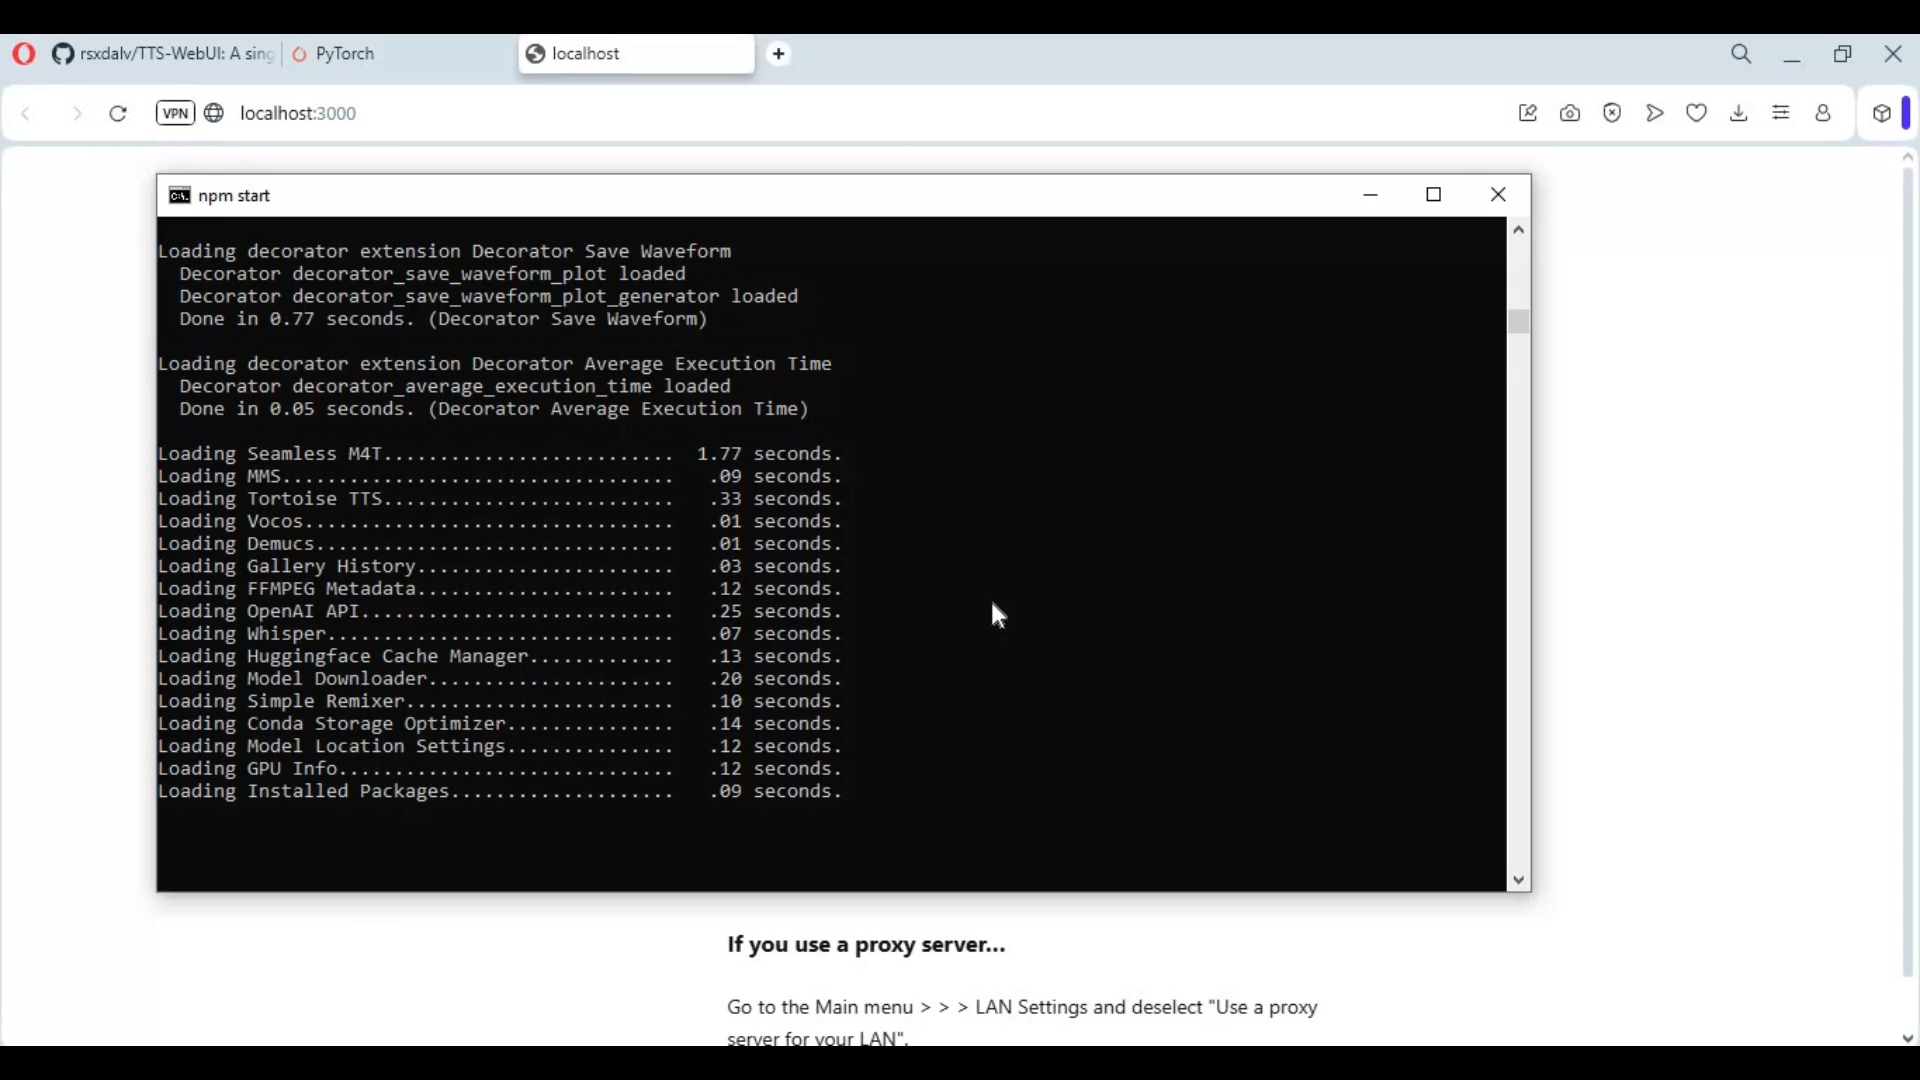 rsxdalv/TTS-WebUI: A sing
PyTorch
localhost
VPN
localhost:3000
npm start
Loading decorator extension Decorator Save Waveform
Decorator decorator_save_waveform_plot loaded
Decorator decorator_save_waveform_plot_generator loaded
Done in 0.77 seconds. (Decorator Save Waveform)
Loading decorator extension Decorator Average Execution Time
Decorator decorator_average_execution_time loaded
Done in 0.05 seconds. (Decorator Average Execution Time)
Loading Seamless M4T.......................... 1.77 seconds.
Loading MMS................................... .09 seconds.
Loading Tortoise TTS.......................... .33 seconds.
Loading Vocos................................. .01 seconds.
Loading Demucs................................ .01 seconds.
Loading Gallery History....................... .03 seconds.
Loading FFMPEG Metadata....................... .12 seconds.
Loading OpenAI API............................ .25 seconds.
Loading Whisper............................... .07 seconds.
Loading Huggingface Cache Manager............. .13 seconds.
Loading Model Downloader...................... .20 seconds.
Loading Simple Remixer........................ .10 seconds.
Loading Conda Storage Optimizer............... .14 seconds.
Loading Model Location Settings............... .12 seconds.
Loading GPU Info.............................. .12 seconds.
Loading Installed Packages.................... .09 seconds.
If you use a proxy server...
Go to the Main menu > > > LAN Settings and deselect "Use a proxy
server for your LAN".